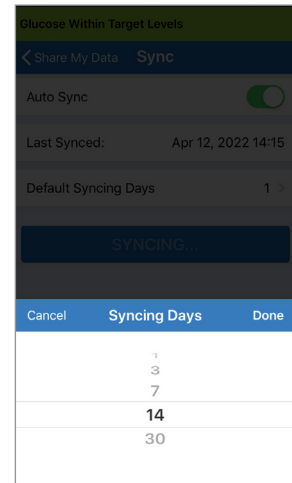 Glucose Within Target Levels
Share My Data Sync
Auto Sync
Last Synced: Apr 12, 2022 14:15
Default Syncing Days 1
SYNCING...
Cancel Syncing Days Done
1
3
7
14
30